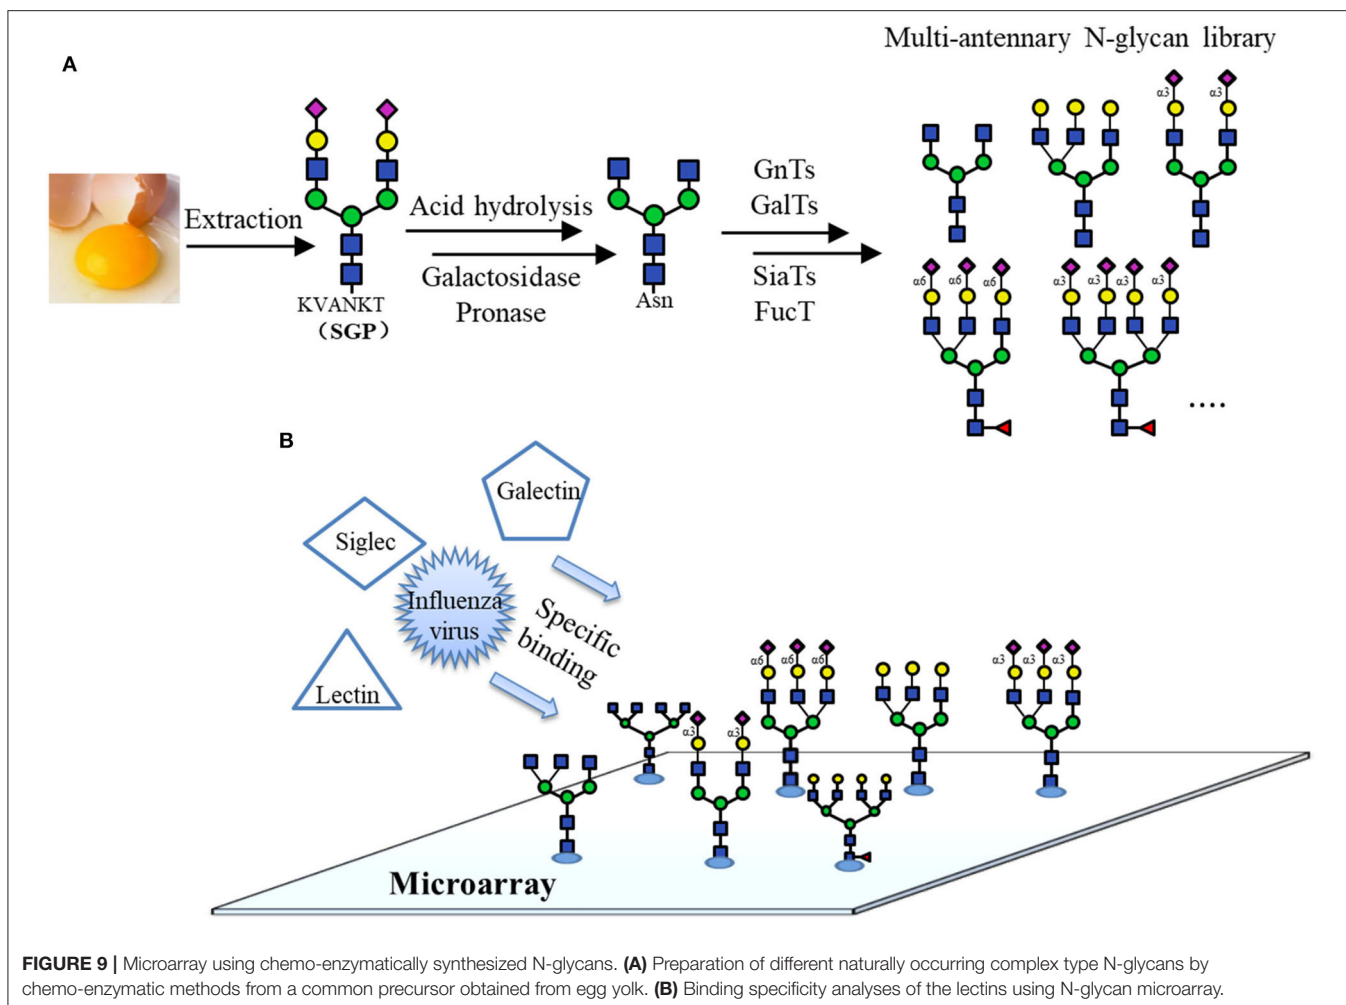 Multi-antennary N-glycan library
A
α3 α3
GnTs
GalTs
Acid hydrolysis
Extraction
Galactosidase
Pronase
SiaTs
FucT
α6 α6 α6 α3 α3 α3 α3
KVANKT
(SGP)
Asn
....
B
Galectin
Siglec
Influenza
virus
Specific
binding
Lectin
α6 α6 α6
α3 α3 α3
α3 α3
Microarray
FIGURE 9 | Microarray using chemo-enzymatically synthesized N-glycans. (A) Preparation of different naturally occurring complex type N-glycans by
chemo-enzymatic methods from a common precursor obtained from egg yolk. (B) Binding specificity analyses of the lectins using N-glycan microarray.